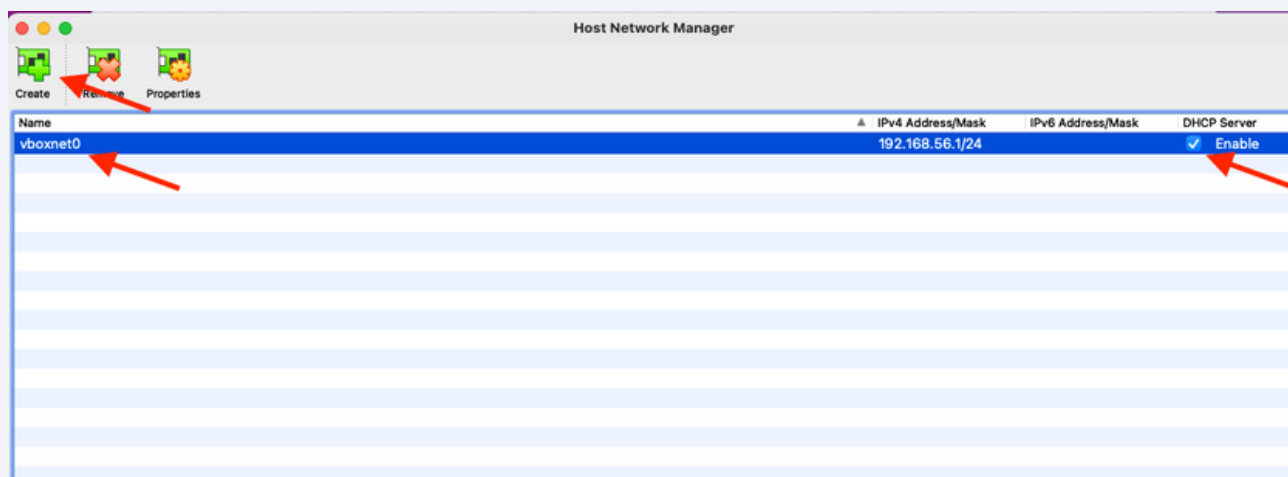 Host Network Manager
Create Remove Properties
Name IPv4 Address/Mask IPv6 Address/Mask DHCP Server
vboxnet0 192.168.56.1/24 Enable